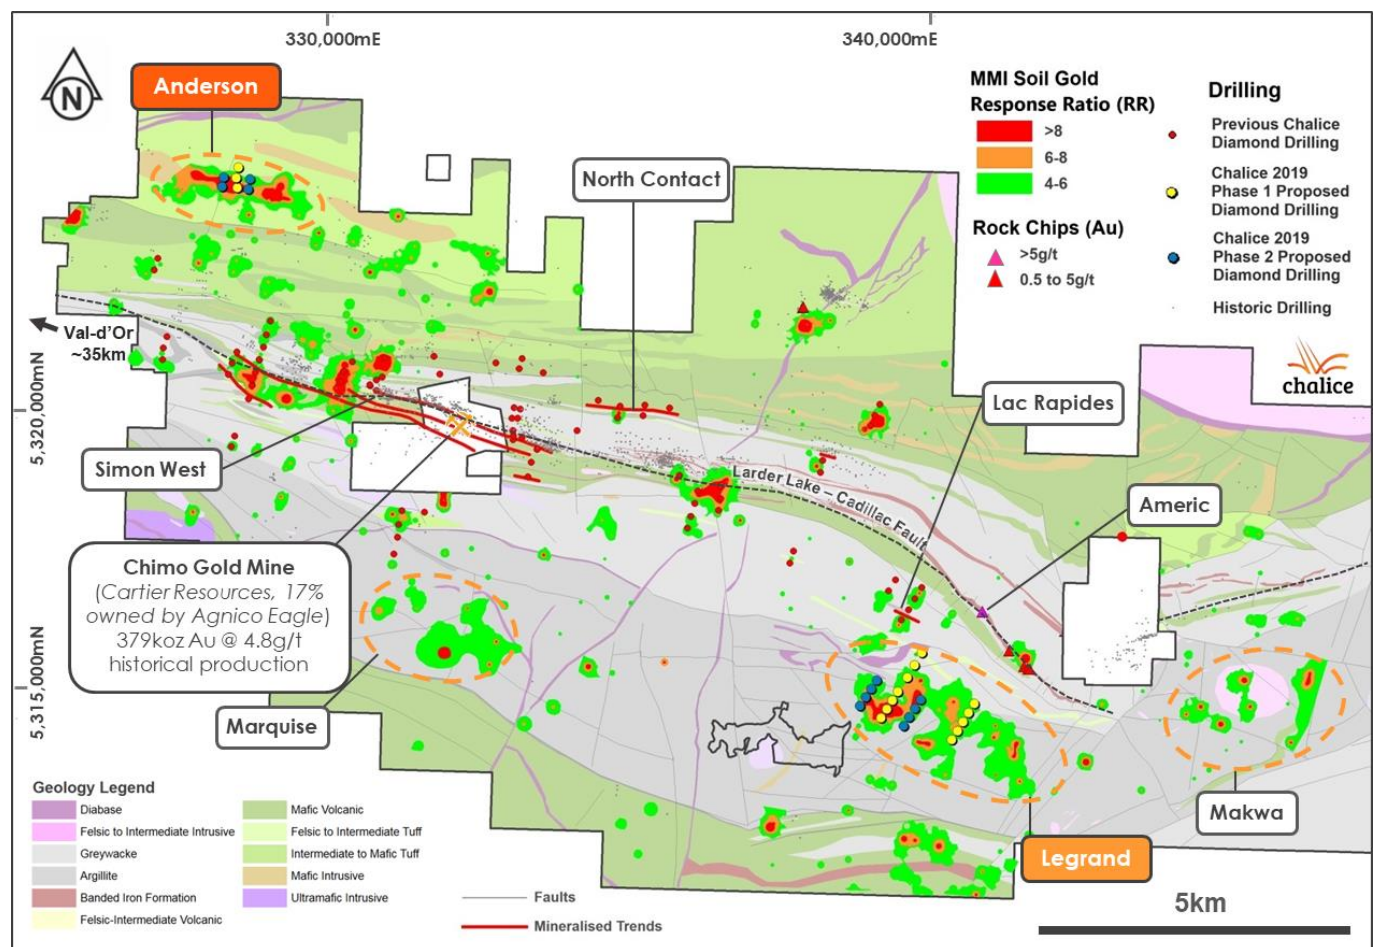 330,000mE
340,000mE
N
Anderson
North Contact
MMI Soil Gold
Response Ratio (RR)
>8
6-8
4-6
Rock Chips (Au)
>5g/t
0.5 to 5g/t
Drilling
Previous Chalice
Diamond Drilling
Chalice 2019
Phase 1 Proposed
Diamond Drilling
Chalice 2019
Phase 2 Proposed
Diamond Drilling
Historic Drilling
chalice
Val-d'Or
~35km
5,320,000mN
Lac Rapides
Simon West
Larder Lake – Cadillac Fault
Americ
Chimo Gold Mine
(Cartier Resources, 17%
owned by Agnico Eagle)
379koz Au @ 4.8g/t
historical production
5,315,000mN
Marquise
Makwa
Legrand
Geology Legend
Diabase
Felsic to Intermediate Intrusive
Greywacke
Argillite
Banded Iron Formation
Felsic-Intermediate Volcanic
Mafic Volcanic
Felsic to Intermediate Tuff
Intermediate to Mafic Tuff
Mafic Intrusive
Ultramafic Intrusive
Faults
Mineralised Trends
5km